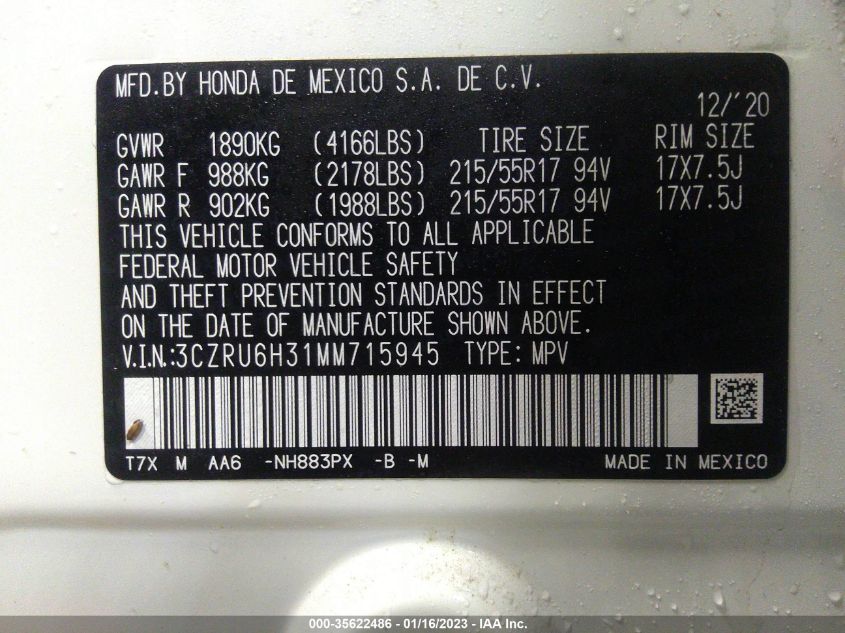 MFD.BY HONDA DE MEXICO S.A. DE C.V.
12/'20
GVWR 1890KG (4166LBS) TIRE SIZE RIM SIZE
GAWR F 988KG (2178LBS) 215/55R17 94V 17X7.5J
GAWR R 902KG (1988LBS) 215/55R17 94V 17X7.5J
THIS VEHICLE CONFORMS TO ALL APPLICABLE
FEDERAL MOTOR VEHICLE SAFETY
AND THEFT PREVENTION STANDARDS IN EFFECT
ON THE DATE OF MANUFACTURE SHOWN ABOVE.
V.I.N.:3CZRU6H31MM715945 TYPE: MPV
T7X M AA6 -NH883PX -B -M MADE IN MEXICO
000-35622486 - 01/16/2023 - IAA Inc.